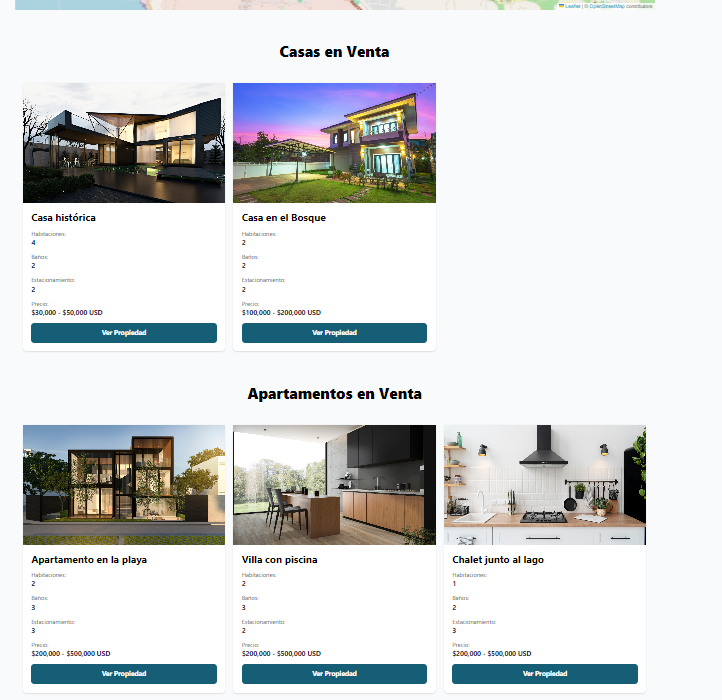 Leaflet | © OpenStreetMap contributors
Casas en Venta
Casa histórica
Habitaciones:
4
Baños:
2
Estacionamiento:
2
Precio:
$30,000 - $50,000 USD
Ver Propiedad
Casa en el Bosque
Habitaciones:
2
Baños:
2
Estacionamiento:
2
Precio:
$100,000 - $200,000 USD
Ver Propiedad
Apartamentos en Venta
Apartamento en la playa
Habitaciones:
2
Baños:
3
Estacionamiento:
3
Precio:
$200,000 - $500,000 USD
Ver Propiedad
Villa con piscina
Habitaciones:
2
Baños:
3
Estacionamiento:
2
Precio:
$200,000 - $500,000 USD
Ver Propiedad
Chalet junto al lago
Habitaciones:
1
Baños:
2
Estacionamiento:
3
Precio:
$200,000 - $500,000 USD
Ver Propiedad